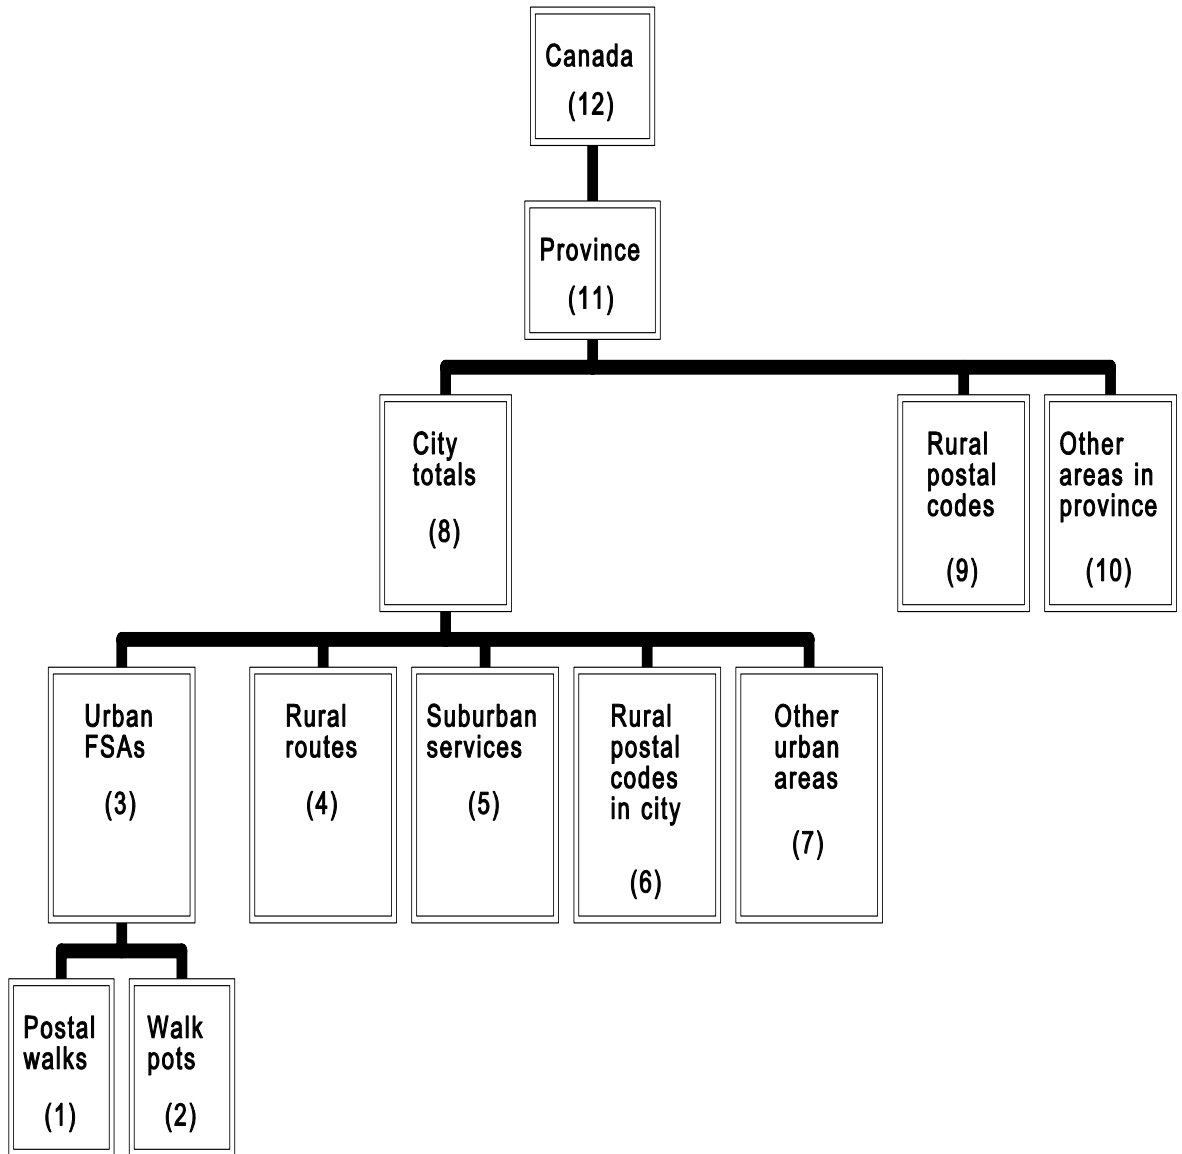 Canada
(12)
Province
(11)
City
totals
(8)
Rural
postal
codes
(9)
Other
areas in
province
(10)
Urban
FSAs
(3)
Rural
routes
(4)
Suburban
services
(5)
Rural
postal
codes
in city
(6)
Other
urban
areas
(7)
Postal
walks
(1)
Walk
pots
(2)